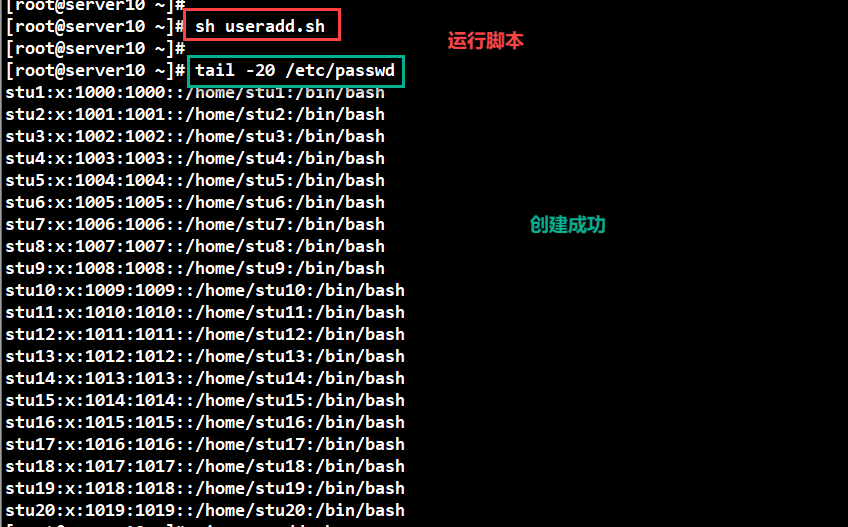 [root@server10 ~]#
[root@server10 ~]# sh useradd.sh
运行脚本
[root@server10 ~]#
[root@server10 ~]# tail -20 /etc/passwd
stu1:x:1000:1000::/home/stu1:/bin/bash
stu2:x:1001:1001::/home/stu2:/bin/bash
stu3:x:1002:1002::/home/stu3:/bin/bash
stu4:x:1003:1003::/home/stu4:/bin/bash
stu5:x:1004:1004::/home/stu5:/bin/bash
stu6:x:1005:1005::/home/stu6:/bin/bash
stu7:x:1006:1006::/home/stu7:/bin/bash
创建成功
stu8:x:1007:1007::/home/stu8:/bin/bash
stu9:x:1008:1008::/home/stu9:/bin/bash
stu10:x:1009:1009::/home/stu10:/bin/bash
stu11:x:1010:1010::/home/stu11:/bin/bash
stu12:x:1011:1011::/home/stu12:/bin/bash
stu13:x:1012:1012::/home/stu13:/bin/bash
stu14:x:1013:1013::/home/stu14:/bin/bash
stu15:x:1014:1014::/home/stu15:/bin/bash
stu16:x:1015:1015::/home/stu16:/bin/bash
stu17:x:1016:1016::/home/stu17:/bin/bash
stu18:x:1017:1017::/home/stu18:/bin/bash
stu19:x:1018:1018::/home/stu19:/bin/bash
stu20:x:1019:1019::/home/stu20:/bin/bash